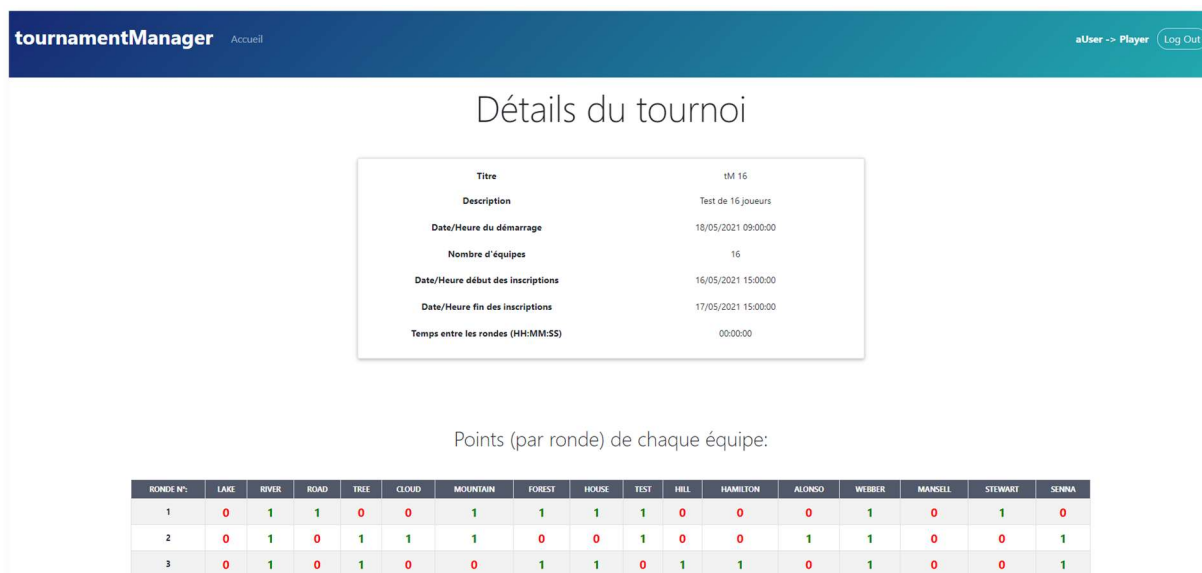 tournamentManager Accueil aUser -> Player Log Out
Détails du tournoi
Titre tM 16
Description Test de 16 joueurs
Date/Heure du démarrage 18/05/2021 09:00:00
Nombre d'équipes 16
Date/Heure début des inscriptions 16/05/2021 15:00:00
Date/Heure fin des inscriptions 17/05/2021 15:00:00
Temps entre les rondes (HH:MM:SS) 00:00:00
Points (par ronde) de chaque équipe:
RONDE N°: LAKE RIVER ROAD TREE CLOUD MOUNTAIN FOREST HOUSE TEST HILL HAMILTON ALONSO WEBBER MANSELL STEWART SENNA
1 0 1 1 0 0 1 1 1 1 0 0 0 1 0 1 0
2 0 1 0 1 1 1 0 0 1 0 0 1 1 0 0 1
3 0 1 0 1 0 0 1 1 0 1 1 0 1 0 0 1